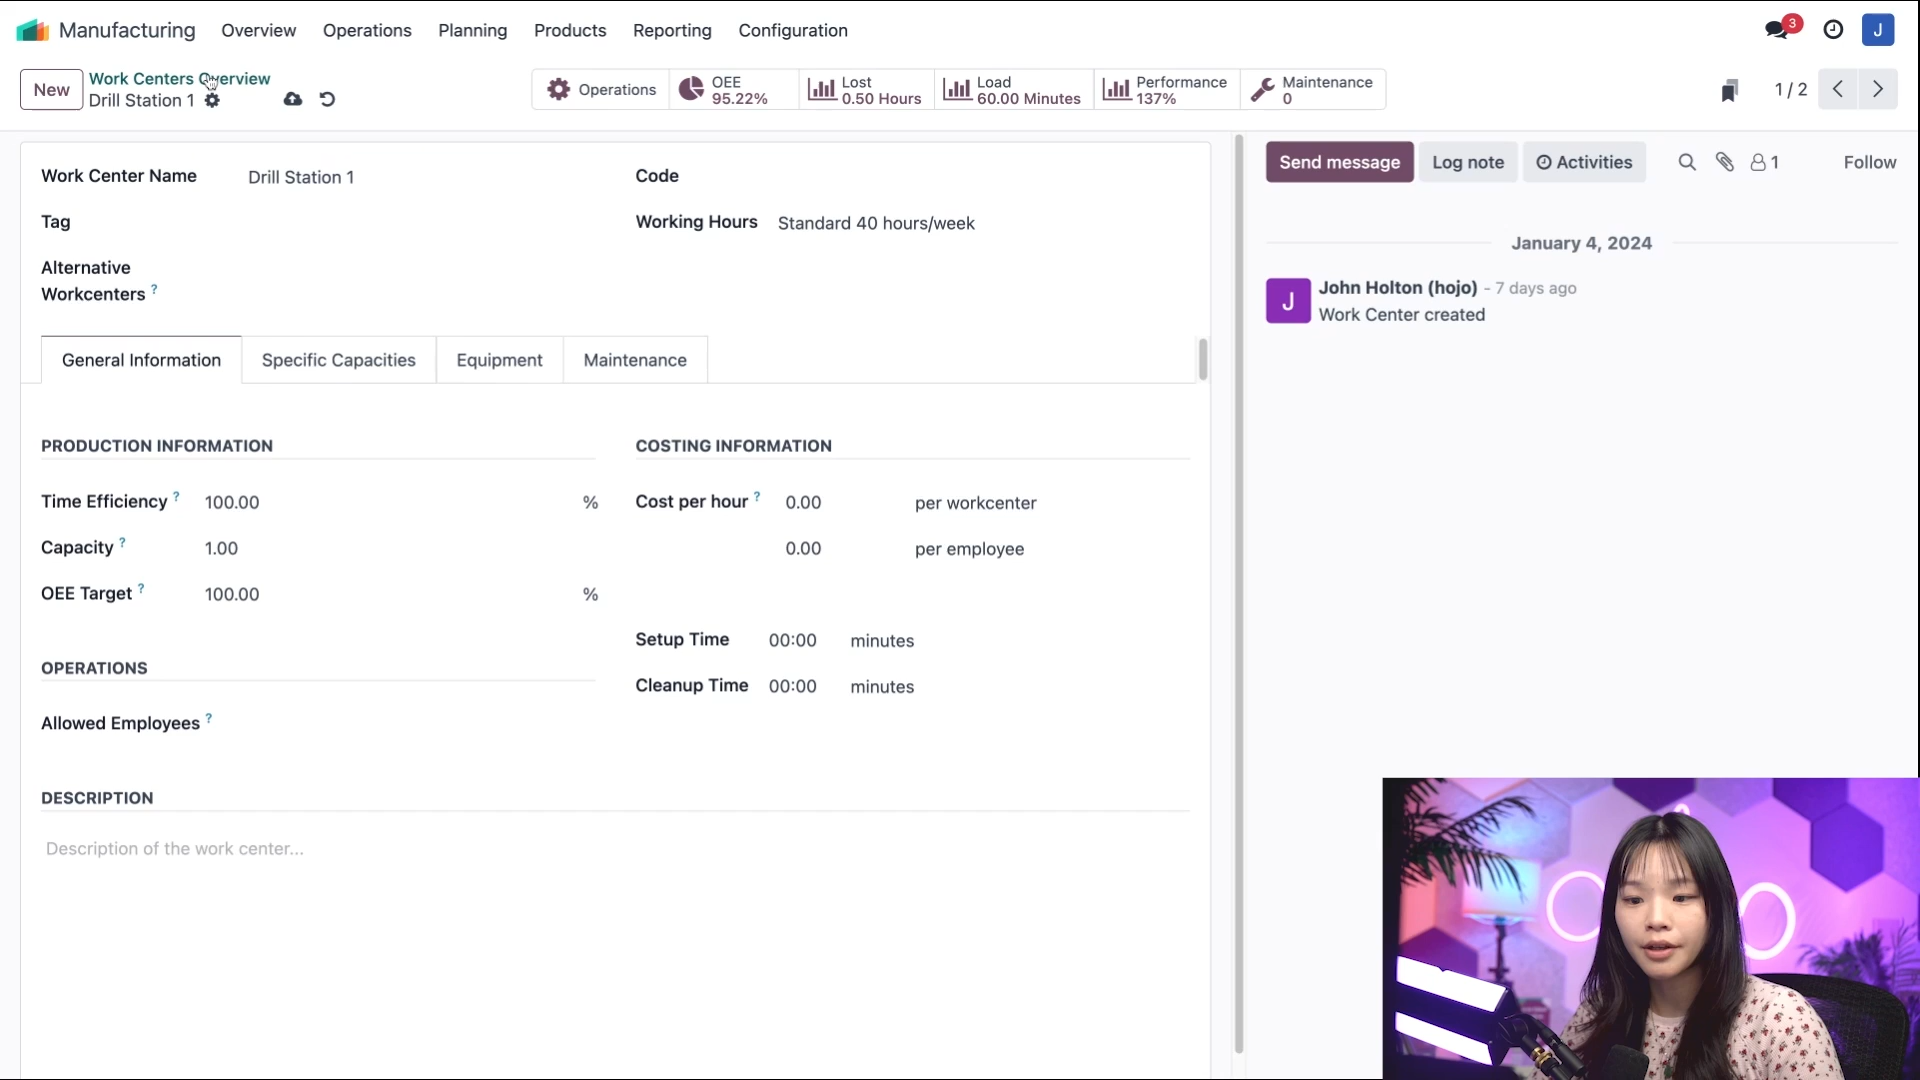 Manufacturing Overview Operations Planning Products Reporting Configuration 3 J
New Work Centers Overview
Drill Station 1
Operations
OEE
95.22%
Lost
0.50 Hours
Load
60.00 Minutes
Performance
137%
Maintenance
0
1 / 2
Work Center Name Drill Station 1 Code
Tag Working Hours Standard 40 hours/week
Alternative
Workcenters ?
General Information Specific Capacities Equipment Maintenance
PRODUCTION INFORMATION COSTING INFORMATION
Time Efficiency ? 100.00 % Cost per hour ? 0.00 per workcenter
Capacity ? 1.00 0.00 per employee
OEE Target ? 100.00 %
Setup Time 00:00 minutes
OPERATIONS
Cleanup Time 00:00 minutes
Allowed Employees ?
DESCRIPTION
Description of the work center...
Send message Log note Activities 1 Follow
January 4, 2024
J
John Holton (hojo) - 7 days ago
Work Center created